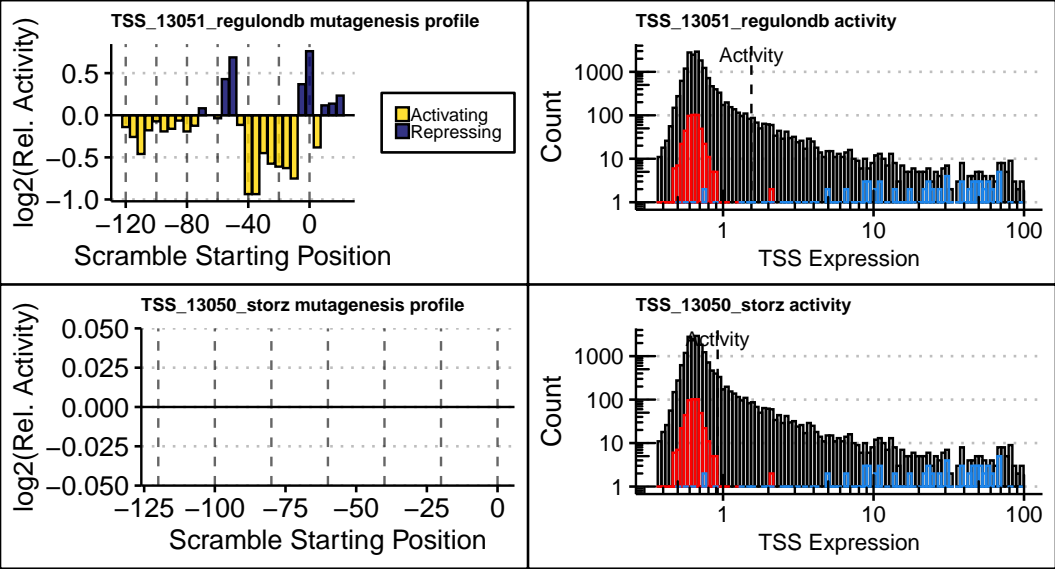 TSS_13051_regulondb mutagenesis profile
log2(Rel. Activity)
0.5
0.0
−0.5
−1.0
−120 −80 −40 0
Scramble Starting Position
Activating
Repressing
TSS_13051_regulondb activity
Activity
Count
1000
100
10
1
1 10 100
TSS Expression
TSS_13050_storz mutagenesis profile
log2(Rel. Activity)
0.050
0.025
0.000
−0.025
−0.050
−125 −100 −75 −50 −25 0
Scramble Starting Position
TSS_13050_storz activity
Activity
Count
1000
100
10
1
1 10 100
TSS Expression